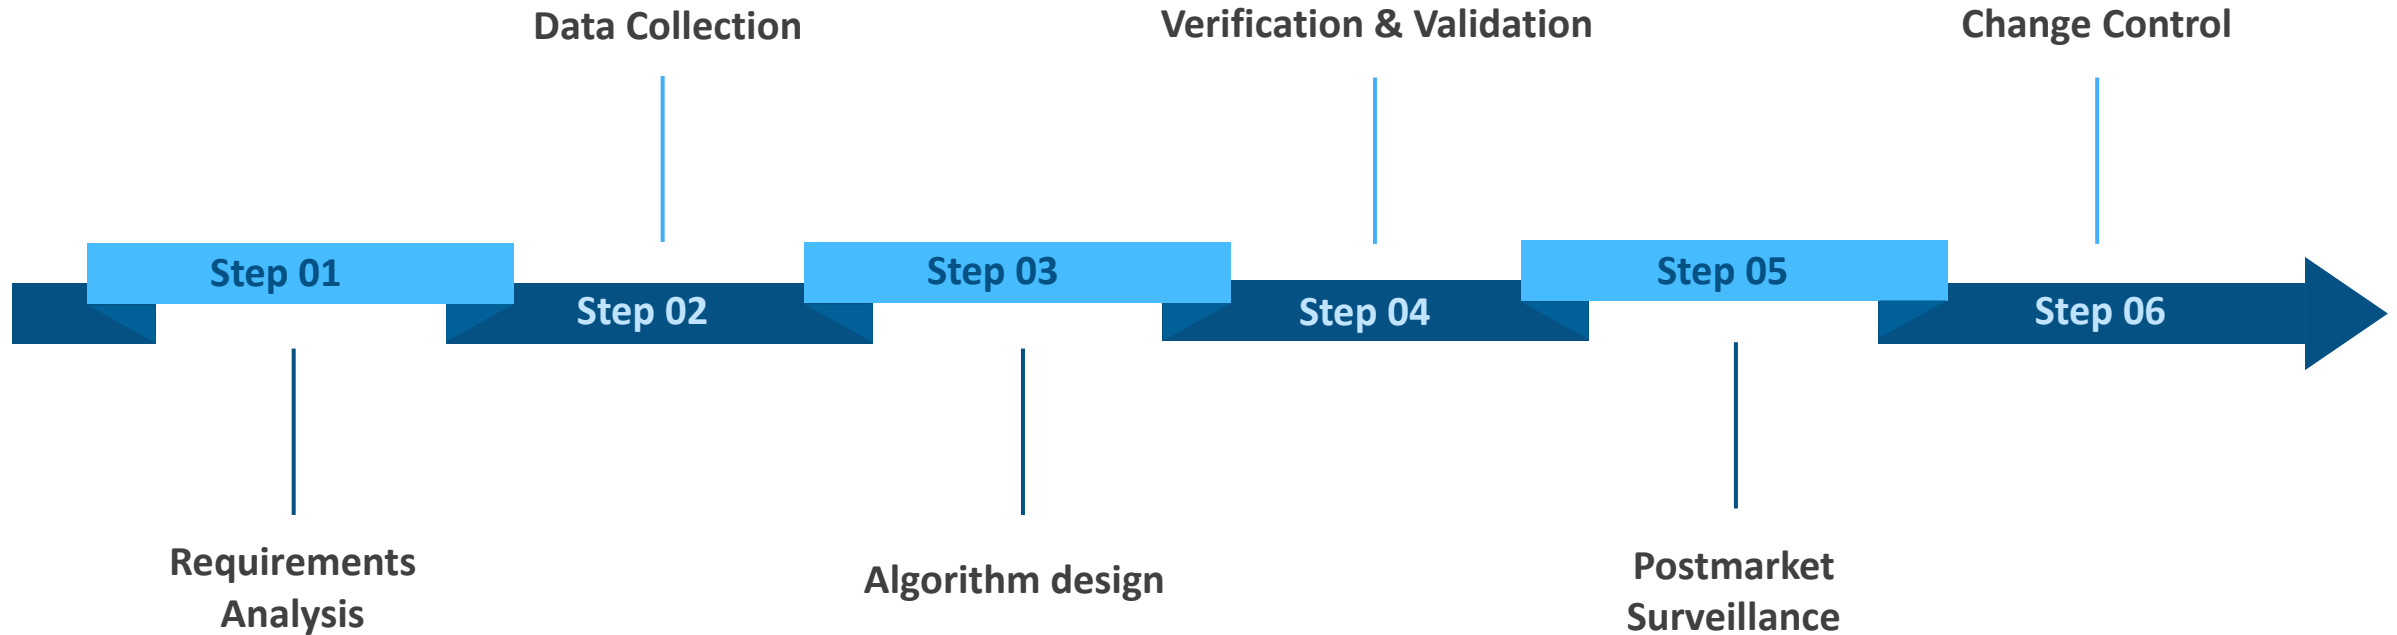 Data Collection
Verification & Validation
Change Control
Step 01
Step 02
Step 03
Step 04
Step 05
Step 06
Requirements
Analysis
Algorithm design
Postmarket
Surveillance